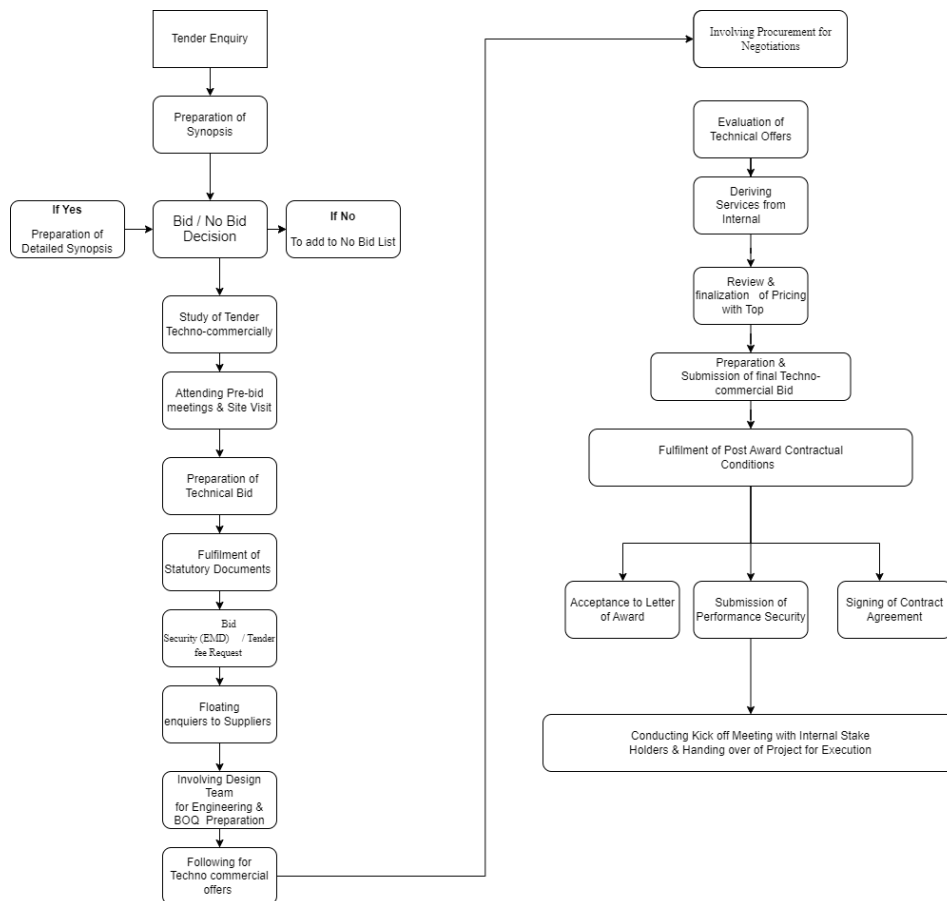 Tender Enquiry
Preparation of
Synopsis
If Yes
Preparation of
Detailed Synopsis
Bid / No Bid
Decision
If No
To add to No Bid List
Study of Tender
Techno-commercially
Attending Pre-bid
meetings & Site Visit
Preparation of
Technical Bid
Fulfilment of
Statutory Documents
Bid
Security (EMD) / Tender
fee Request
Floating
enquiers to Suppliers
Involving Design
Team
for Engineering &
BOQ Preparation
Following for
Techno commercial
offers
Involving Procurement for
Negotiations
Evaluation of
Technical Offers
Deriving
Services from
Internal
Review &
finalization of Pricing
with Top
Preparation &
Submission of final Techno-
commercial Bid
Fulfilment of Post Award Contractual
Conditions
Acceptance to Letter
of Award
Submission of
Performance Security
Signing of Contract
Agreement
Conducting Kick off Meeting with Internal Stake
Holders & Handing over of Project for Execution